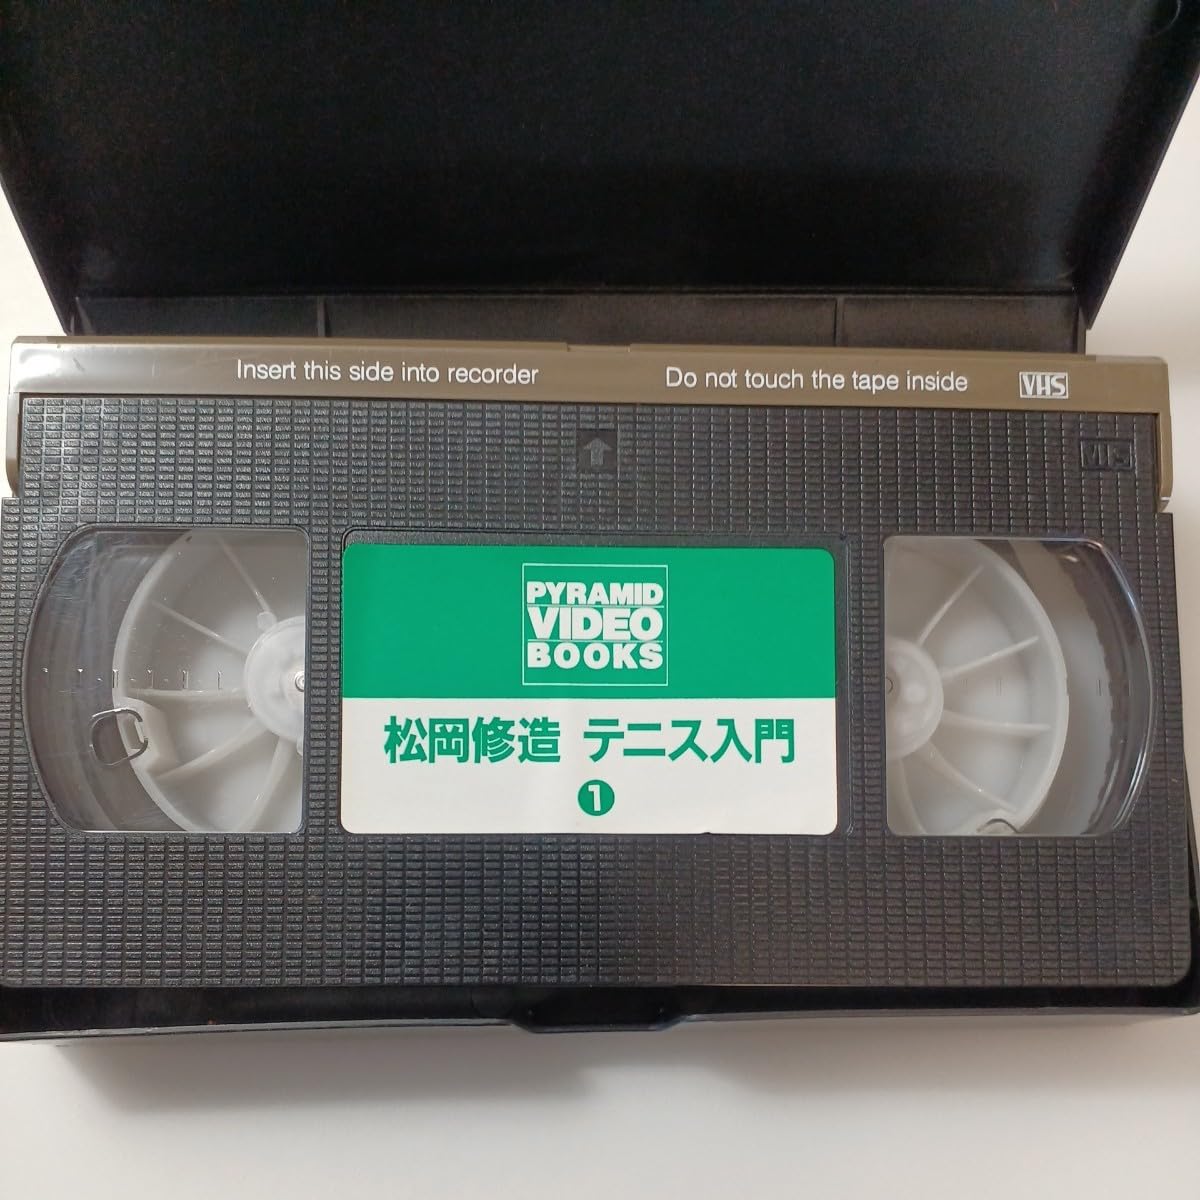 Insert this side into recorder
Do not touch the tape inside
VHS
VHS
PYRAMID
VIDEO
BOOKS
松岡修造 テニス入門
1